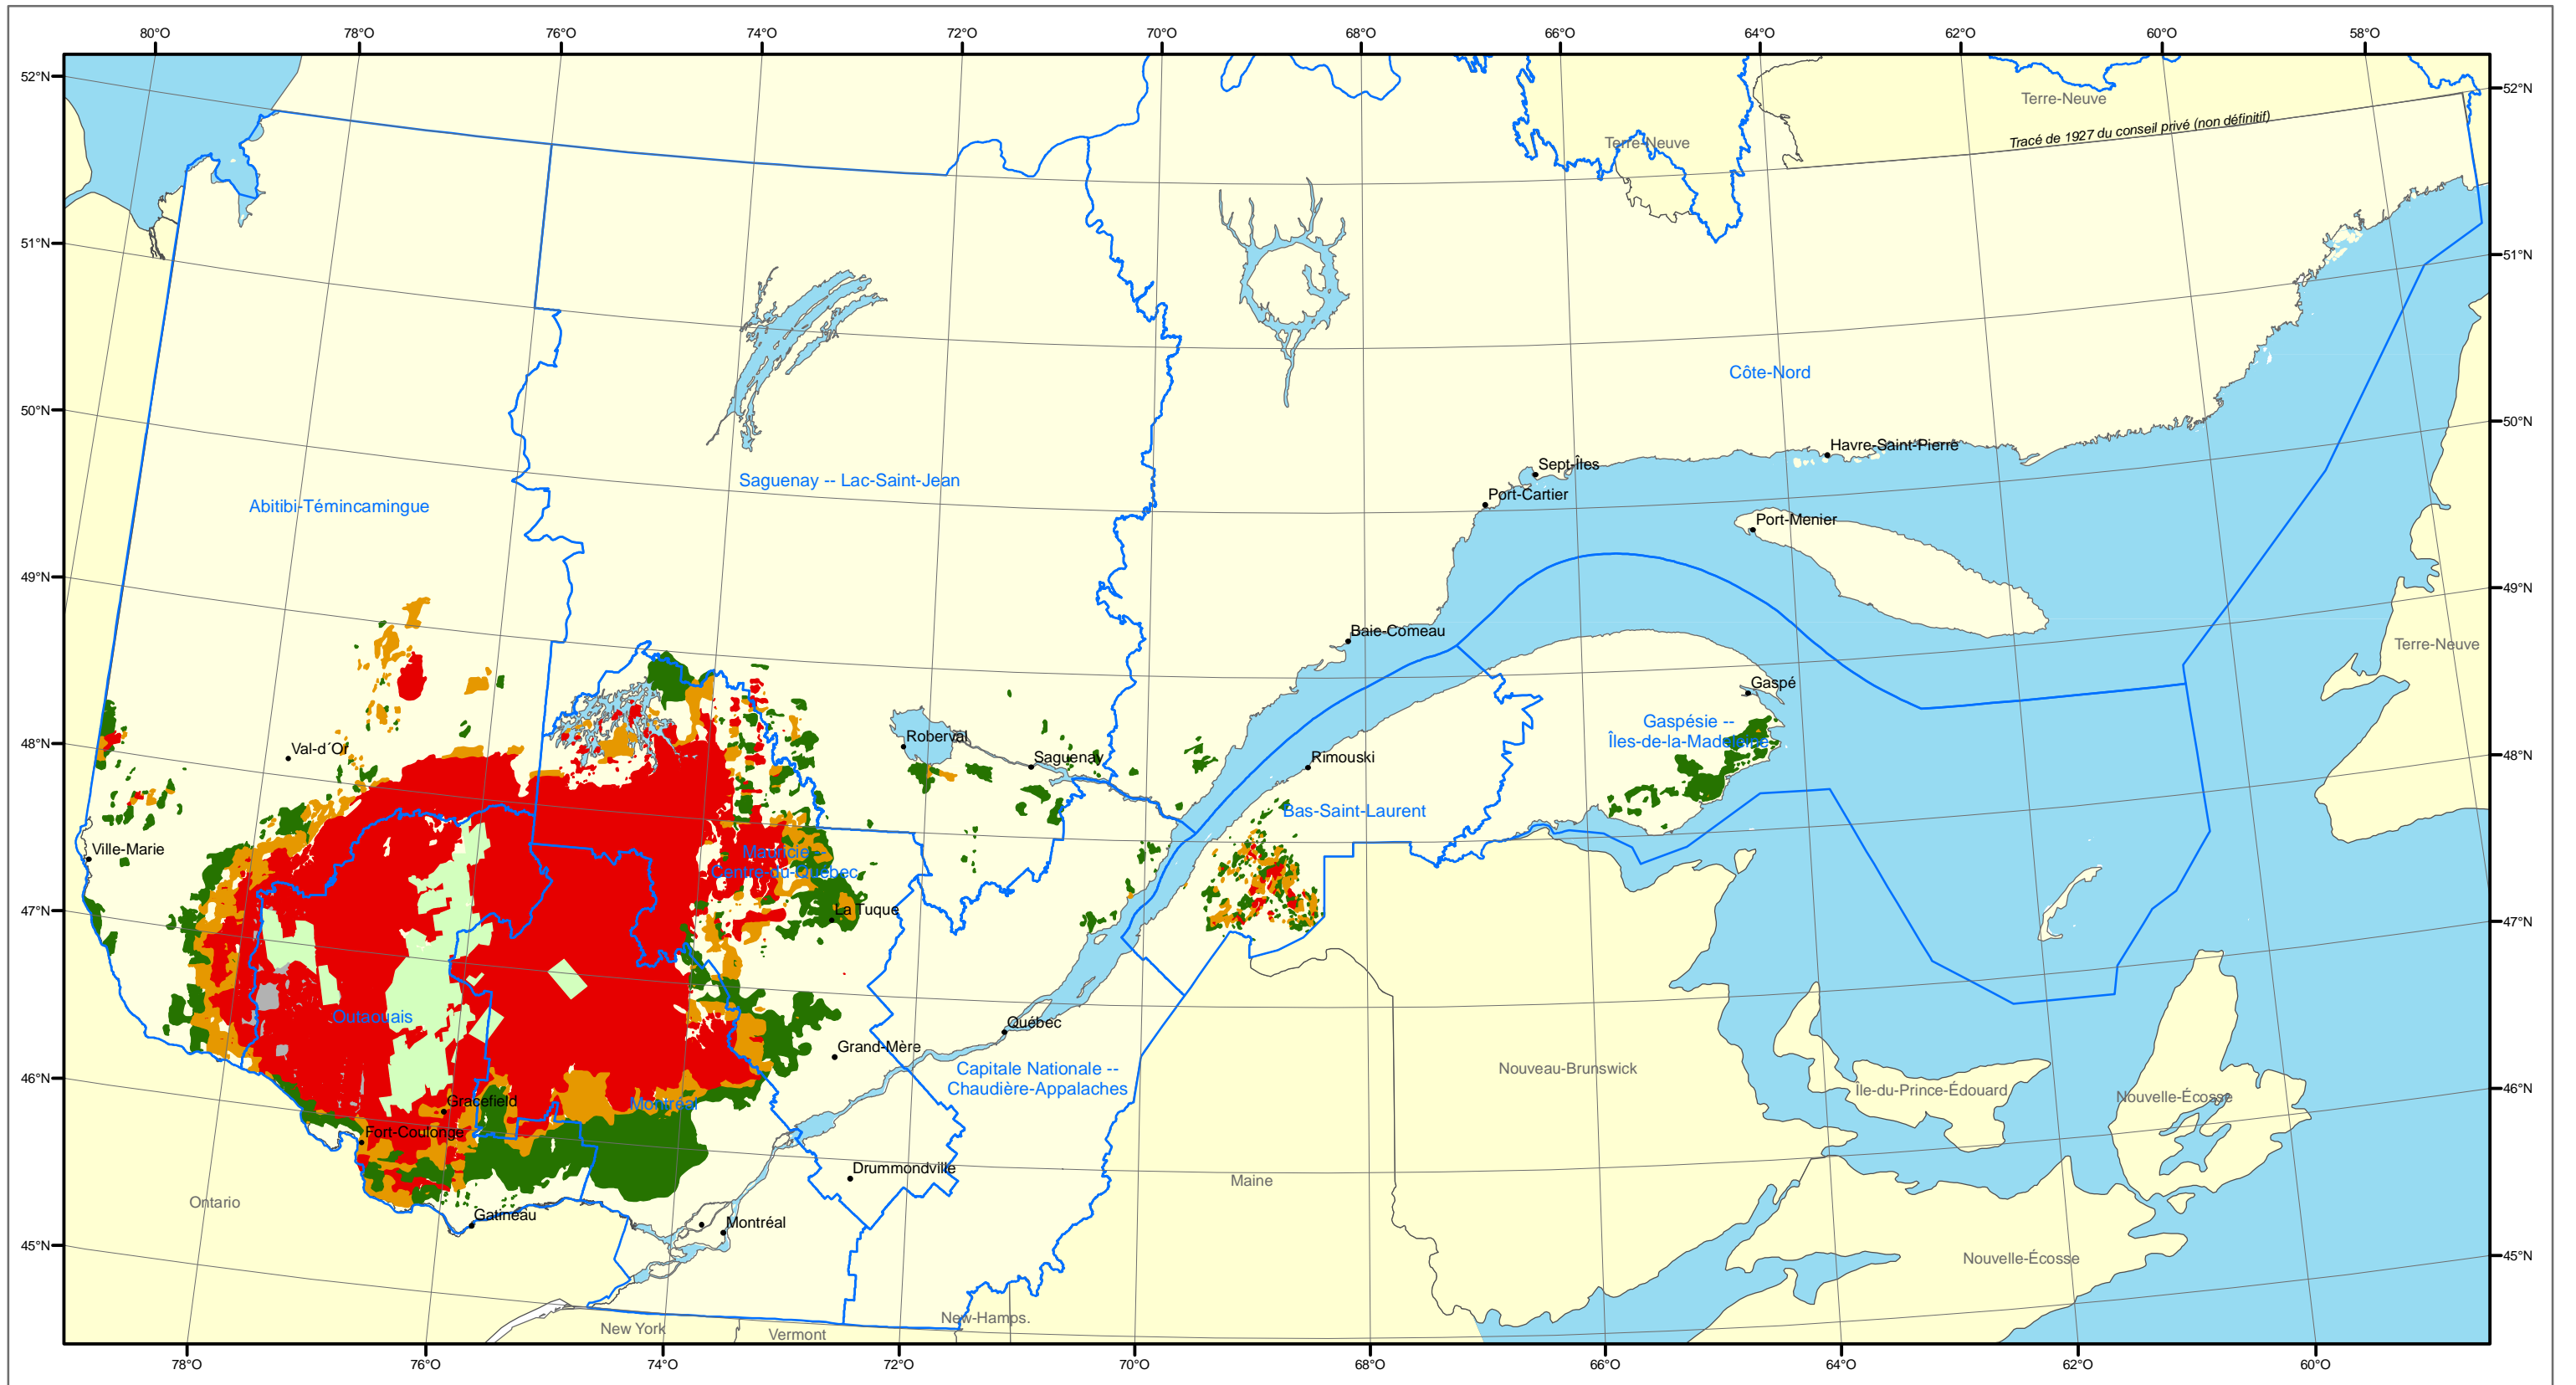 80°O 78°O 76°O 74°O 72°O 70°O 68°O 66°O 64°O 62°O 60°O 58°O
52°N
52°N
Terre-Neuve
Tracé de 1927 du conseil privé (non définitif)
Terre-Neuve
51°N
51°N
Côte-Nord
50°N
50°N
Havre-Saint-Pierre
Sept-Îles
Saguenay -- Lac-Saint-Jean
Port-Cartier
Abitibi-Témincamingue
Port-Menier
49°N
49°N
Baie-Comeau
Terre-Neuve
Gaspé
Gaspésie --
Îles-de-la-Madeleine
Roberval
48°N
48°N
Val-d´Or
Saguenay
Rimouski
Bas-Saint-Laurent
Ville-Marie
Mauricie --
Centre-du-Québec
47°N
47°N
La Tuque
Outaouais
Québec
Grand-Mère
Capitale Nationale --
Chaudière-Appalaches
Nouveau-Brunswick
46°N
46°N
Île-du-Prince-Édouard
Nouvelle-Écosse
Gracefield
Montréal
Fort-Coulonge
Drummondville
Maine
Ontario
Gatineau
Montréal
45°N
45°N
Nouvelle-Écosse
New-Hamps.
New York
Vermont
78°O 76°O 74°O 72°O 70°O 68°O 66°O 64°O 62°O 60°O